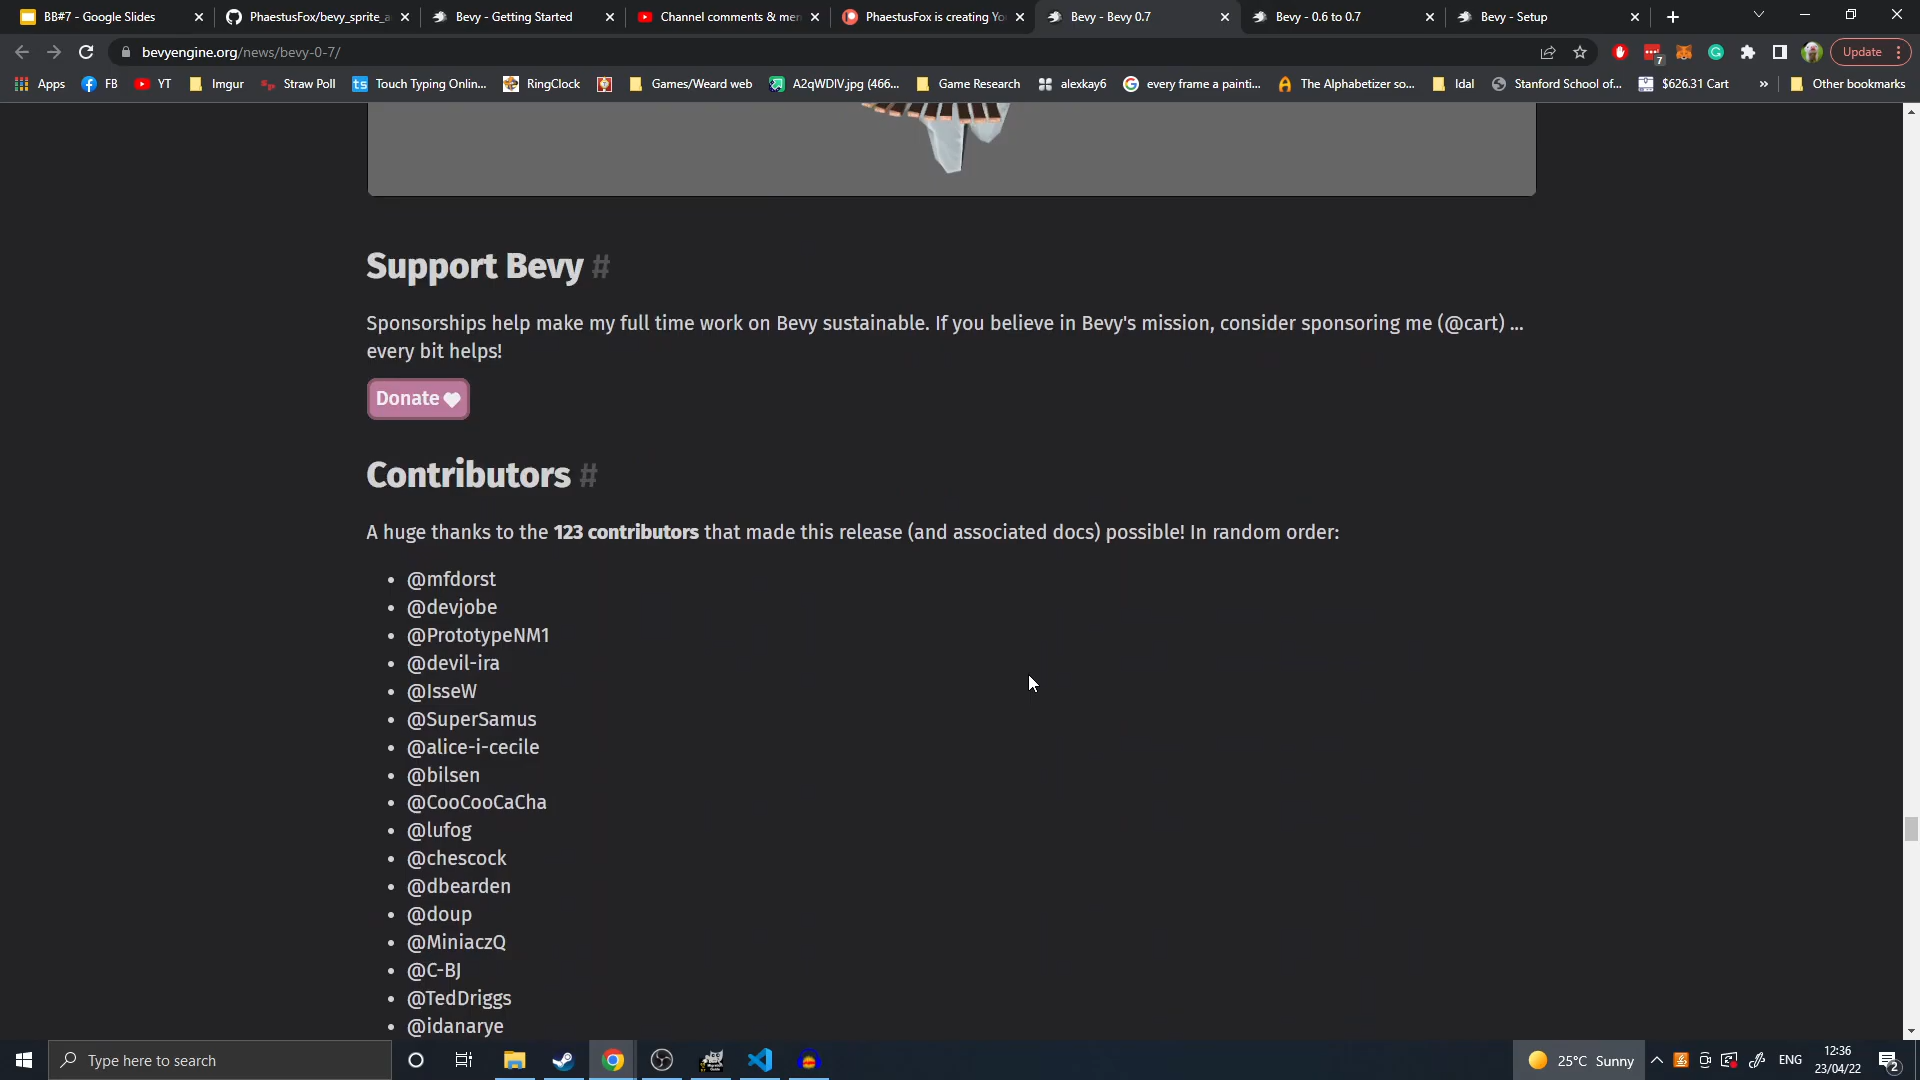 BB#7 - Google Slides
PhaestusFox/bevy_sprite_a
Bevy - Getting Started
Channel comments & men
PhaestusFox is creating Yo
Bevy - Bevy 0.7
Bevy - 0.6 to 0.7
Bevy - Setup
bevyengine.org/news/bevy-0-7/
7
Update
Apps
FB
YT
Imgur
Straw Poll
ts
Touch Typing Onlin...
RingClock
Games/Weard web
A2qWDIV.jpg (466...
Game Research
alexkay6
every frame a painti...
The Alphabetizer so...
Idal
Stanford School of...
$626.31 Cart
»
Other bookmarks
Support Bevy #
Sponsorships help make my full time work on Bevy sustainable. If you believe in Bevy's mission, consider sponsoring me (@cart) ...
every bit helps!
Donate
Contributors #
A huge thanks to the 123 contributors that made this release (and associated docs) possible! In random order:
• @mfdorst
• @devjobe
• @PrototypeNM1
• @devil-ira
• @IsseW
• @SuperSamus
• @alice-i-cecile
• @bilsen
• @CooCooCaCha
• @lufog
• @chescock
• @dbearden
• @doup
• @MiniaczQ
• @C-BJ
• @TedDriggs
• @idanarye
Type here to search
25°C Sunny
ENG
12:36
23/04/22
2